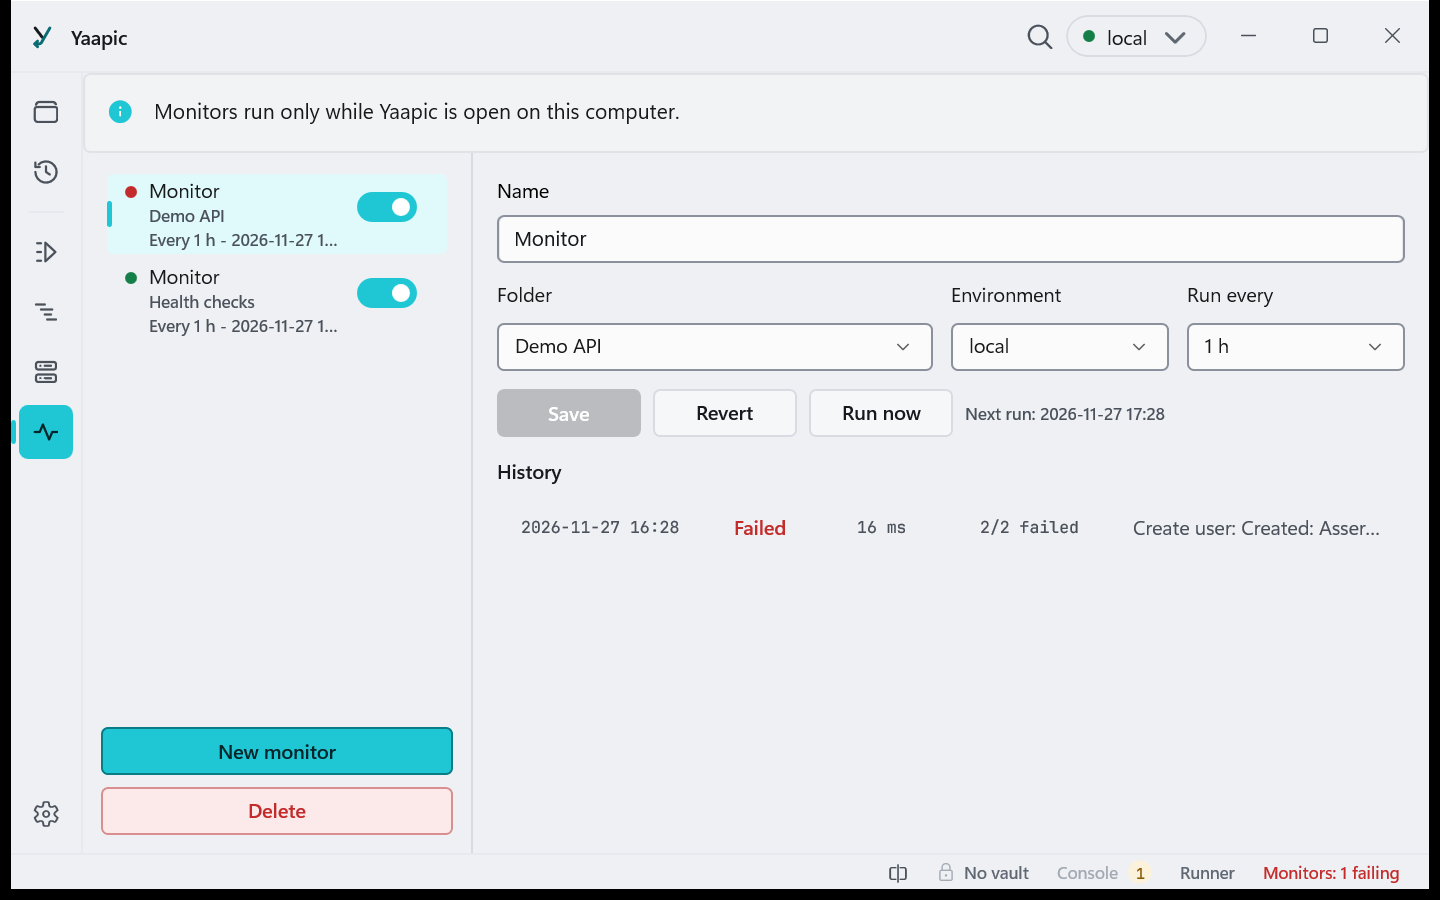 Yaapic
local
Monitors run only while Yaapic is open on this computer.
Monitor
Demo API
Every 1 h - 2026-11-27 1...
Monitor
Health checks
Every 1 h - 2026-11-27 1...
New monitor
Delete
Name
Monitor
Folder Environment Run every
Demo API local 1 h
Save Revert Run now Next run: 2026-11-27 17:28
History
2026-11-27 16:28 Failed 16 ms 2/2 failed Create user: Created: Asser...
No vault Console 1 Runner Monitors: 1 failing